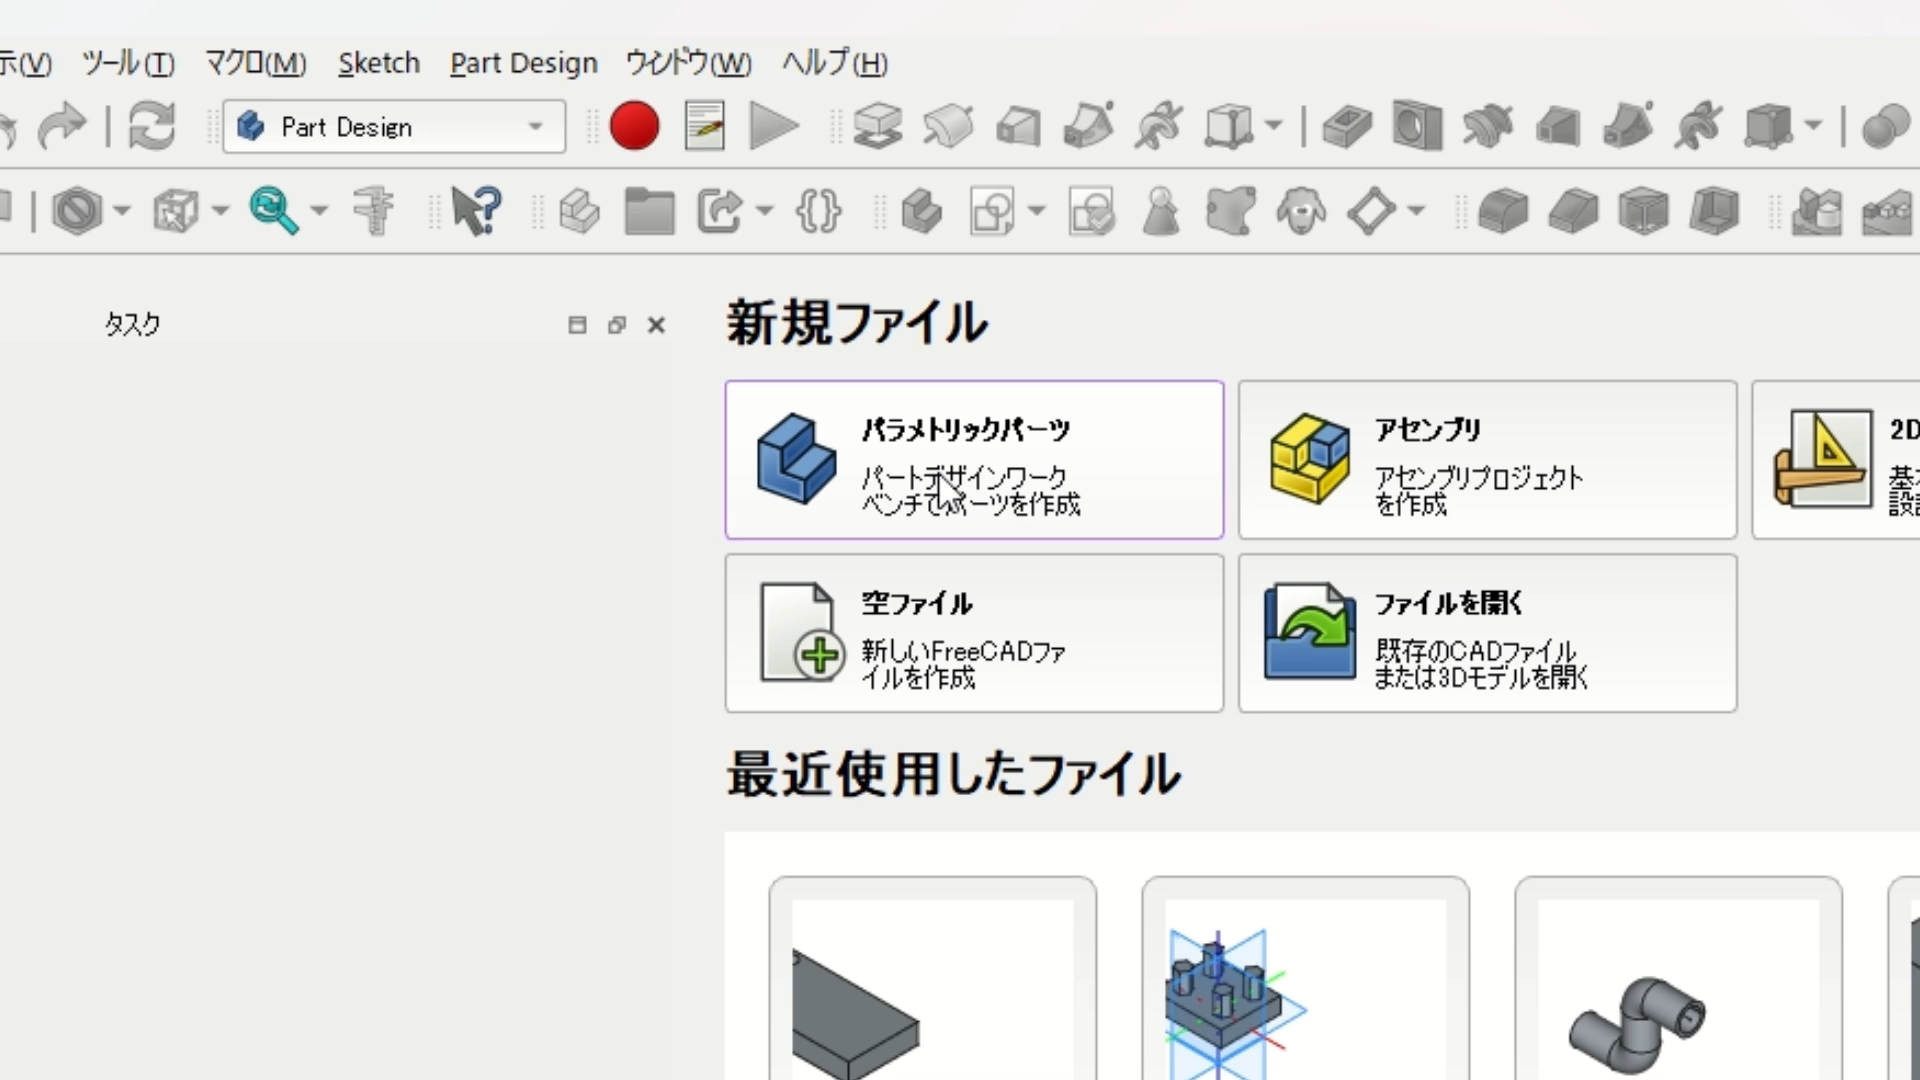 示(V) ツール(T) マクロ(M) Sketch Part Design ウィンドウ(W) ヘルプ(H)
Part Design
タスク
新規ファイル
パラメトリックパーツ
パートデザインワーク
ベンチでパーツを作成
アセンブリ
アセンブリプロジェクト
を作成
2D
空ファイル
新しいFreeCADファ
イルを作成
ファイルを開く
既存のCADファイル
または3Dモデルを開く
最近使用したファイル